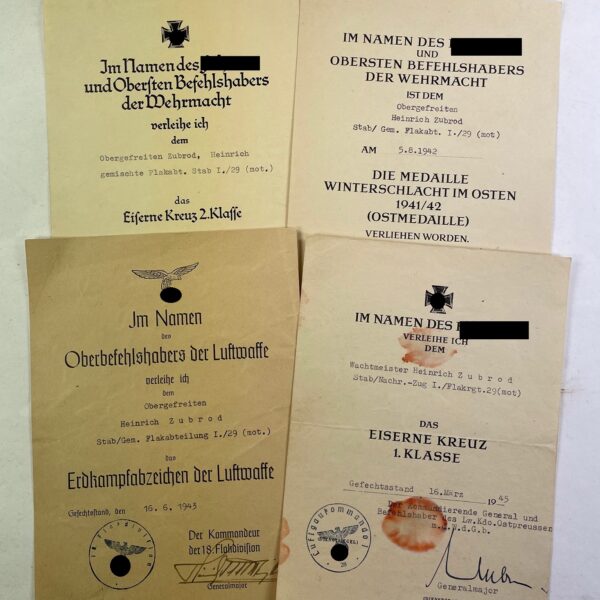 Im Namen des
und Obersten Befehlshabers
der Wehrmacht
verleihe ich
dem
Obergefreiten Zubrod, Heinrich
gemischte Flakabt. Stab I./29 (mot.)
das
Eiserne Kreuz 2.Klasse
IM NAMEN DES
UND
OBERSTEN BEFEHLSHABERS
DER WEHRMACHT
IST DEM
Obergefreiten
Heinrich Zubrod
Stab/ Gem. Flakabt. I./29 (mot)
AM 5.8.1942
DIE MEDAILLE
WINTERSCHLACHT IM OSTEN
1941/42
(OSTMEDAILLE)
VERLIEHEN WORDEN.
Im Namen
des
Oberbefehlshabers der Luftwaffe
verleihe ich
dem
Obergefreiten
Heinrich Zubrod
Stab/Gem. Flakabteilung I./29 (mot.)
das
Erdkampfabzeichen der Luftwaffe
Gefechtsstand, den 16.6.1943
Der Kommandeur
der 18.Flakdivision
Generalmajor
18. Flakdivision
IM NAMEN DES
VERLEIHE ICH
DEM
Wachtmeister Heinrich Zubrod
Stab/Nachr.-Zug I./Flakrgt.29(mot)
DAS
EISERNE KREUZ
1. KLASSE
Gefechtsstand, 16.März 1945
Der Kommandierende General und
Befehlshaber des Lw.Kdo.Ostpreussen
m.d.W.d.G.b.
Generalmajor
Luftgaukommando I